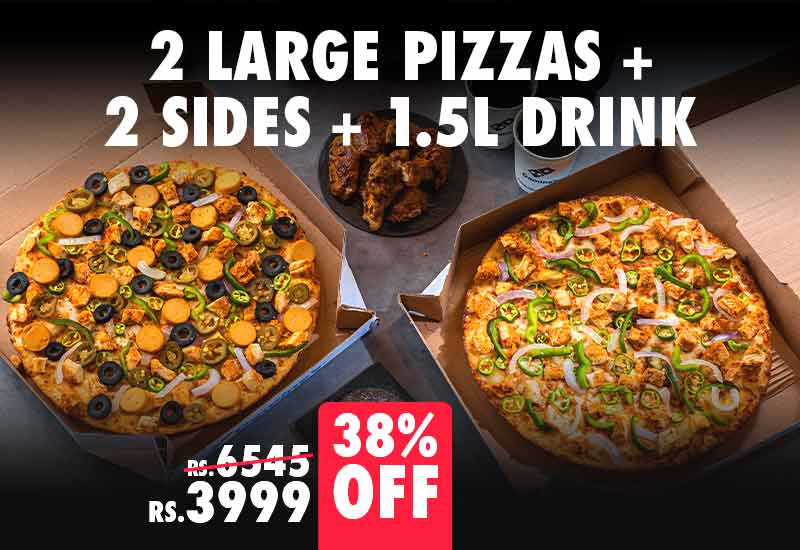 2 LARGE PIZZAS +
2 SIDES + 1.5L DRINK
RS.6545
RS.3999
38%
OFF